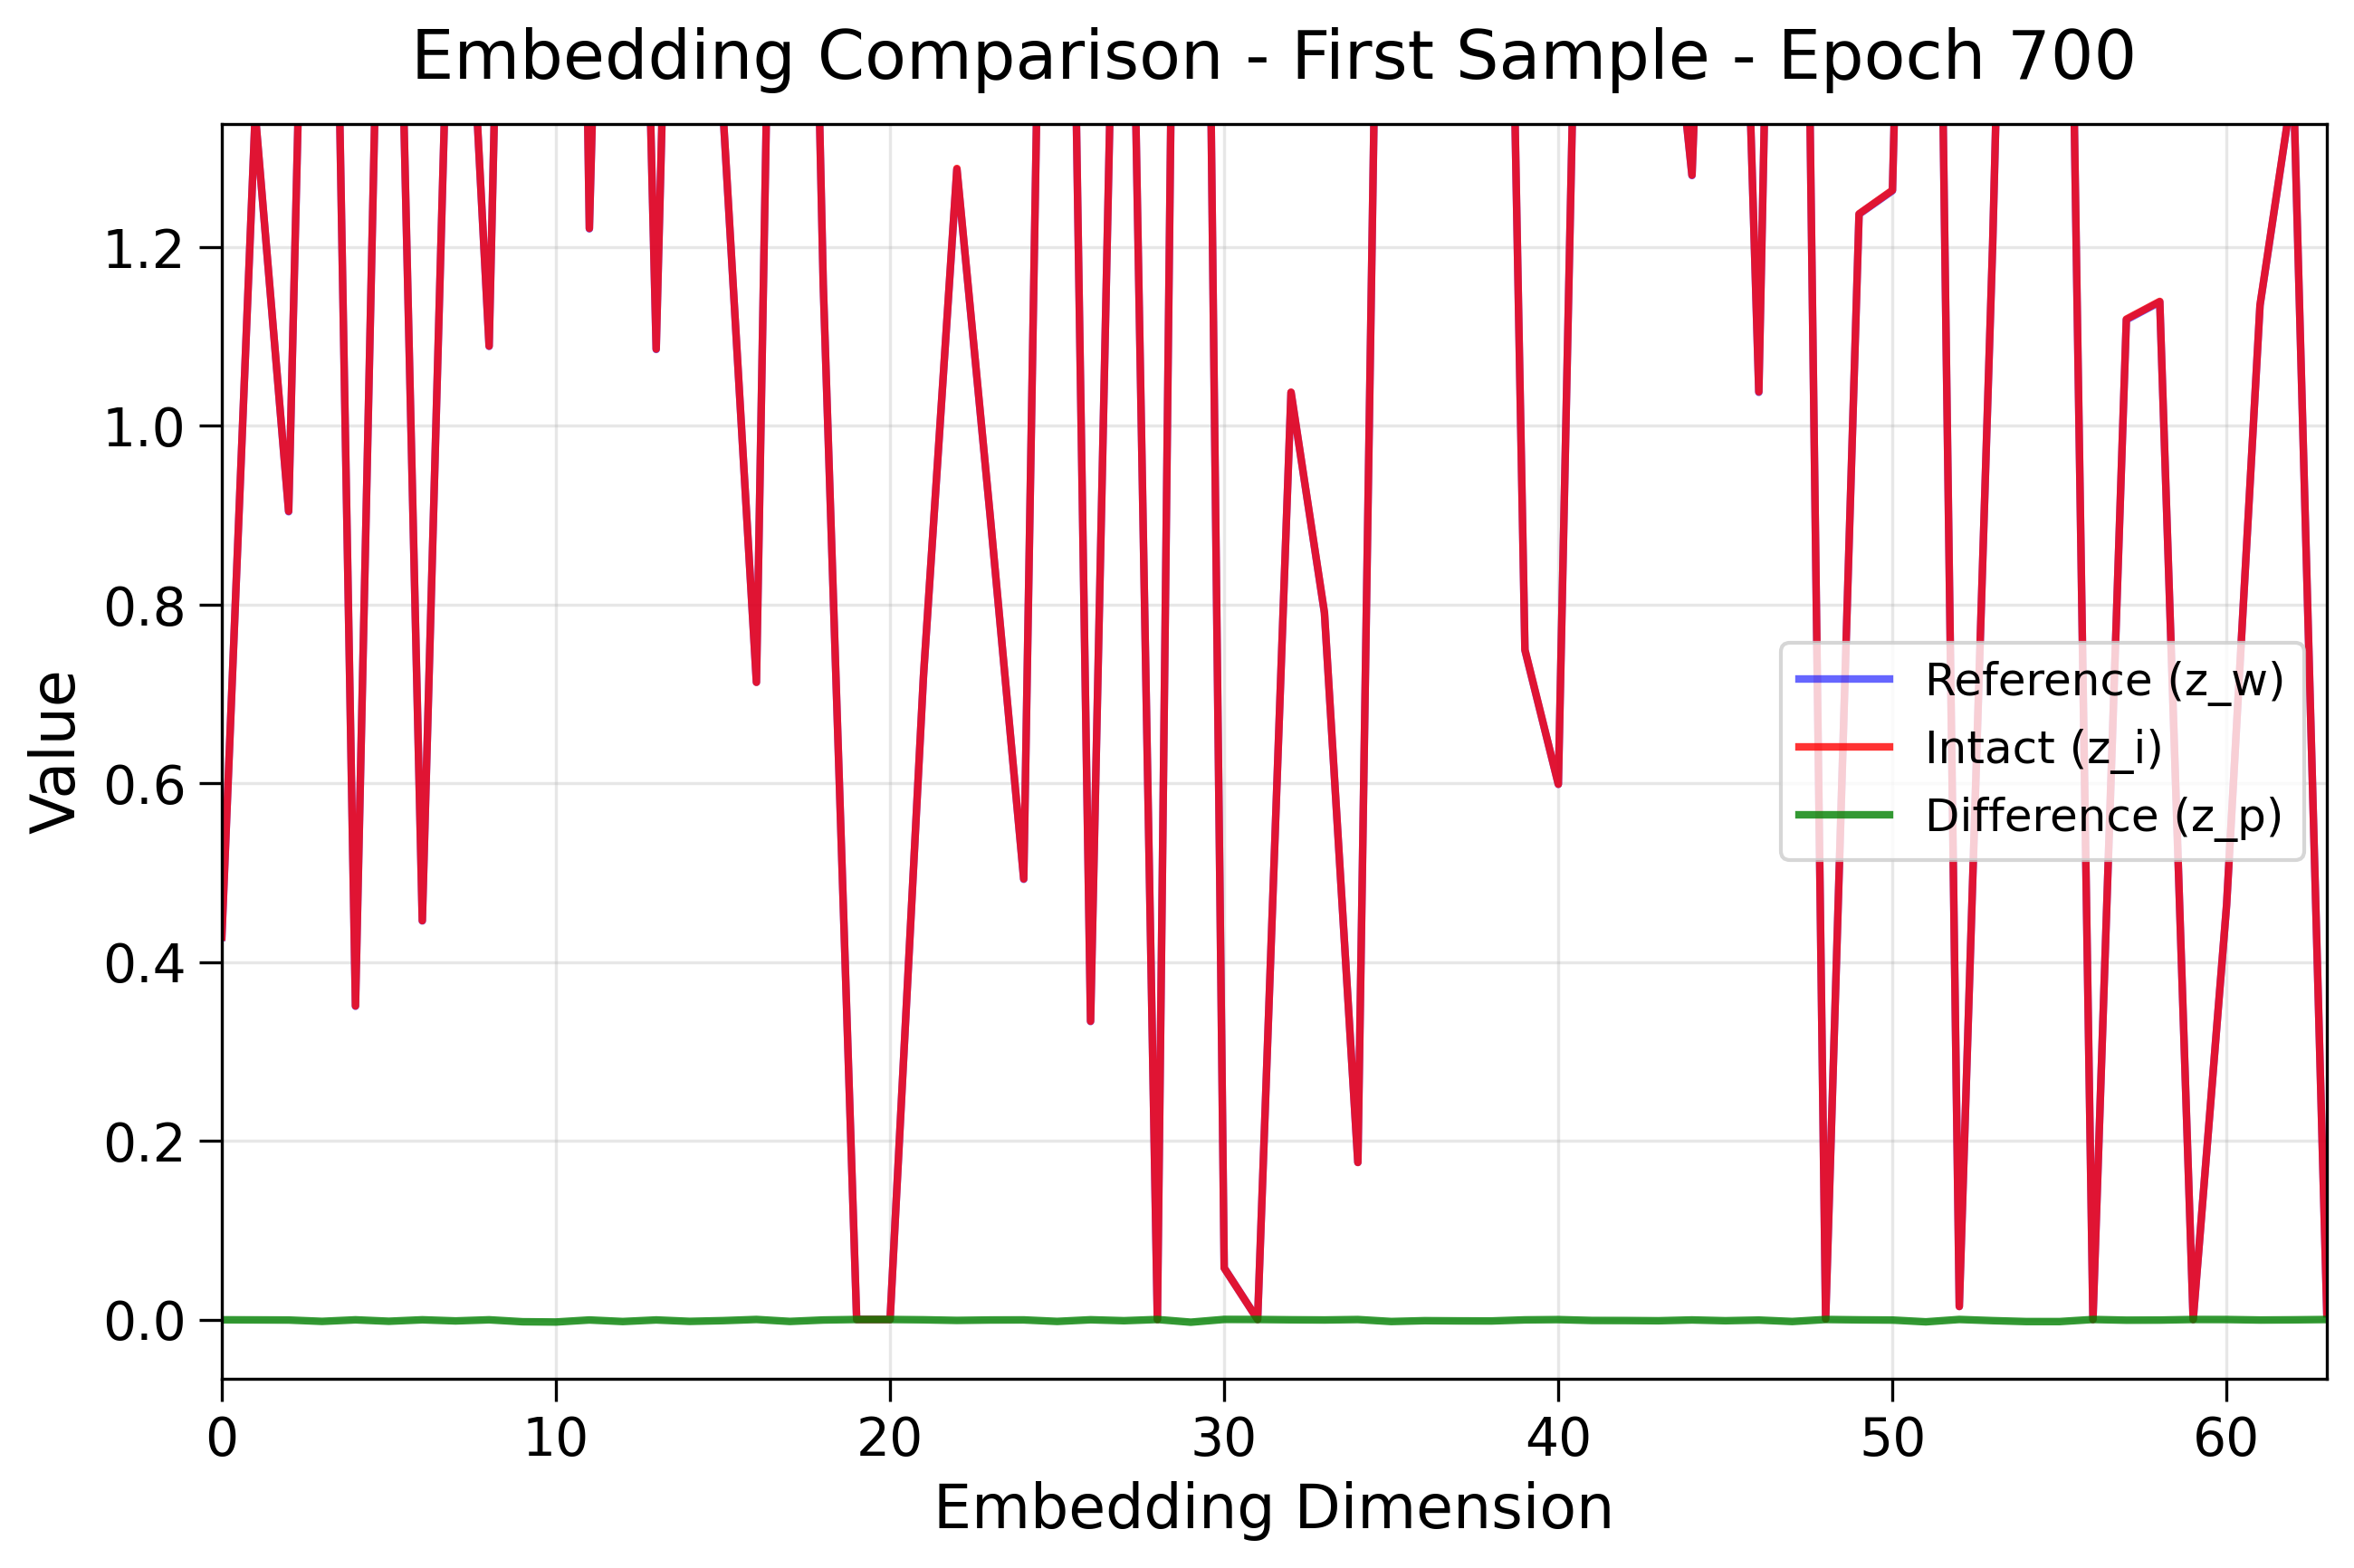 Embedding Comparison - First Sample - Epoch 700
Value
1.2
1.0
0.8
0.6
0.4
0.2
0.0
Reference (z_w)
Intact (z_i)
Difference (z_p)
0 10 20 30 40 50 60
Embedding Dimension